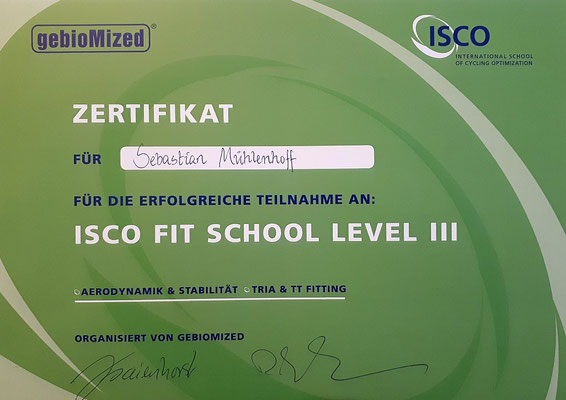 gebioMized®
ISCO
INTERNATIONAL SCHOOL
OF CYCLING OPTIMIZATION
ZERTIFIKAT
FÜR Sebastian Mühlenhoff
FÜR DIE ERFOLGREICHE TEILNAHME AN:
ISCO FIT SCHOOL LEVEL III
AERODYNAMIK & STABILITÄT TRIA & TT FITTING
ORGANISIERT VON GEBIOMIZED